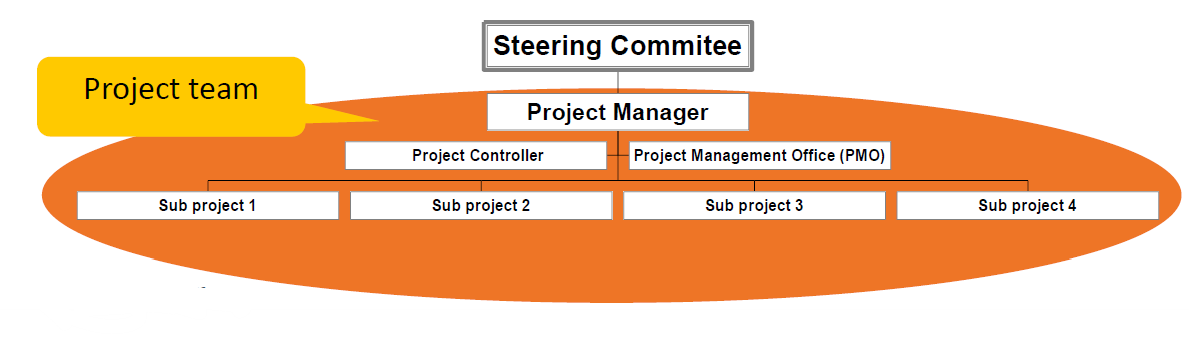 Steering Commitee
Project team
Project Manager
Project Controller
Project Management Office (PMO)
Sub project 1
Sub project 2
Sub project 3
Sub project 4